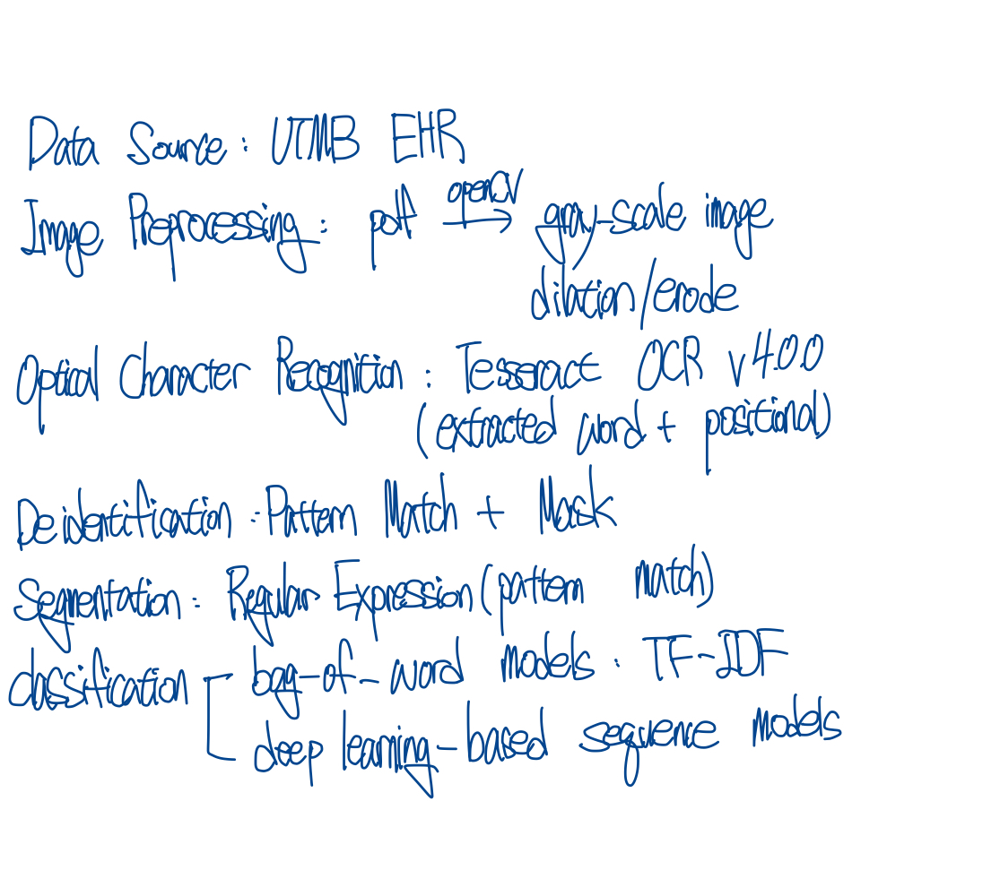 Data Source : UTMB EHR
Image Preprocessing : pdf openCV → gray-scale image
dilation/erode
Optical Character Recognition : Tesseract OCR v4.0.0
(extracted word + positional)
Deidentification : Pattern Match + Mask
Segmentation : Regular Expression (pattern match)
classification bag-of-word models : TF-IDF
deep learning-based sequence models